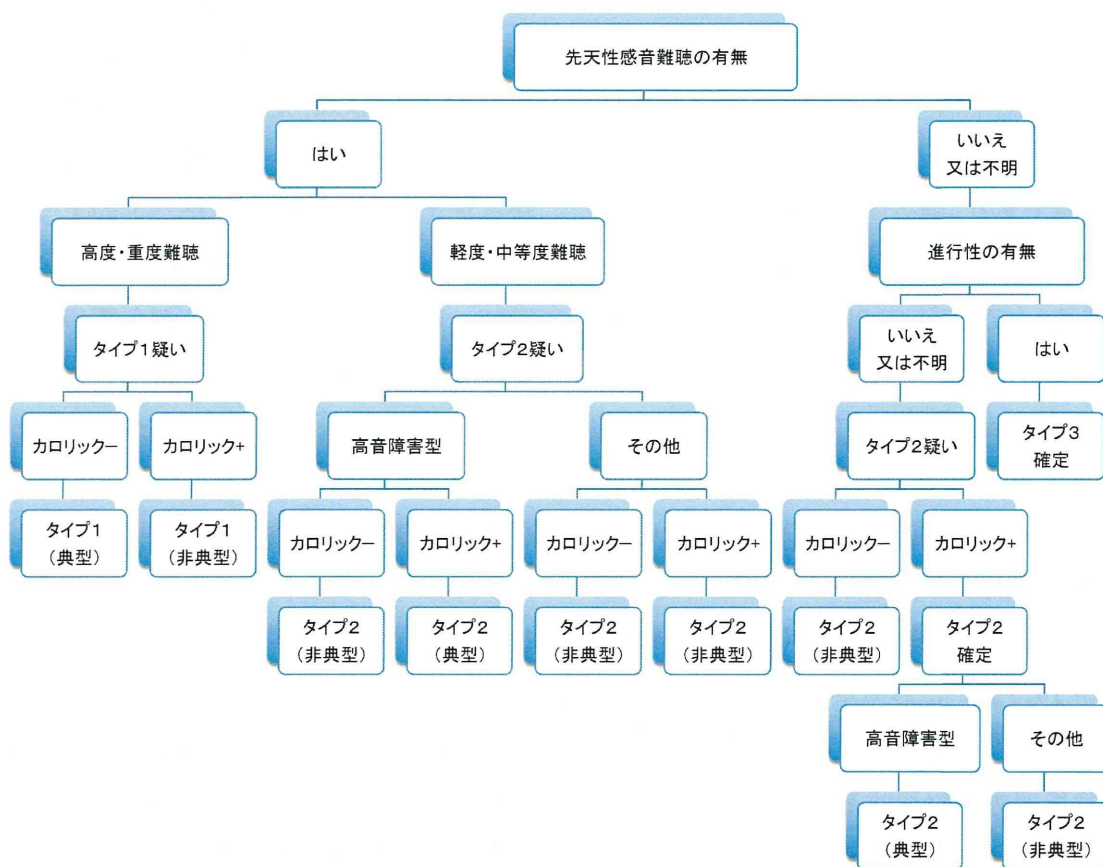 先天性感音難聴の有無
はい
いいえ
又は不明
高度・重度難聴
軽度・中等度難聴
進行性の有無
タイプ1疑い
タイプ2疑い
いいえ
又は不明
はい
カロリックー
カロリック+
高音障害型
その他
タイプ2疑い
タイプ3
確定
タイプ1
（典型）
タイプ1
（非典型）
カロリックー
カロリック+
カロリックー
カロリック+
カロリックー
カロリック+
タイプ2
（非典型）
タイプ2
（典型）
タイプ2
（非典型）
タイプ2
（非典型）
タイプ2
（非典型）
タイプ2
確定
高音障害型
その他
タイプ2
（典型）
タイプ2
（非典型）